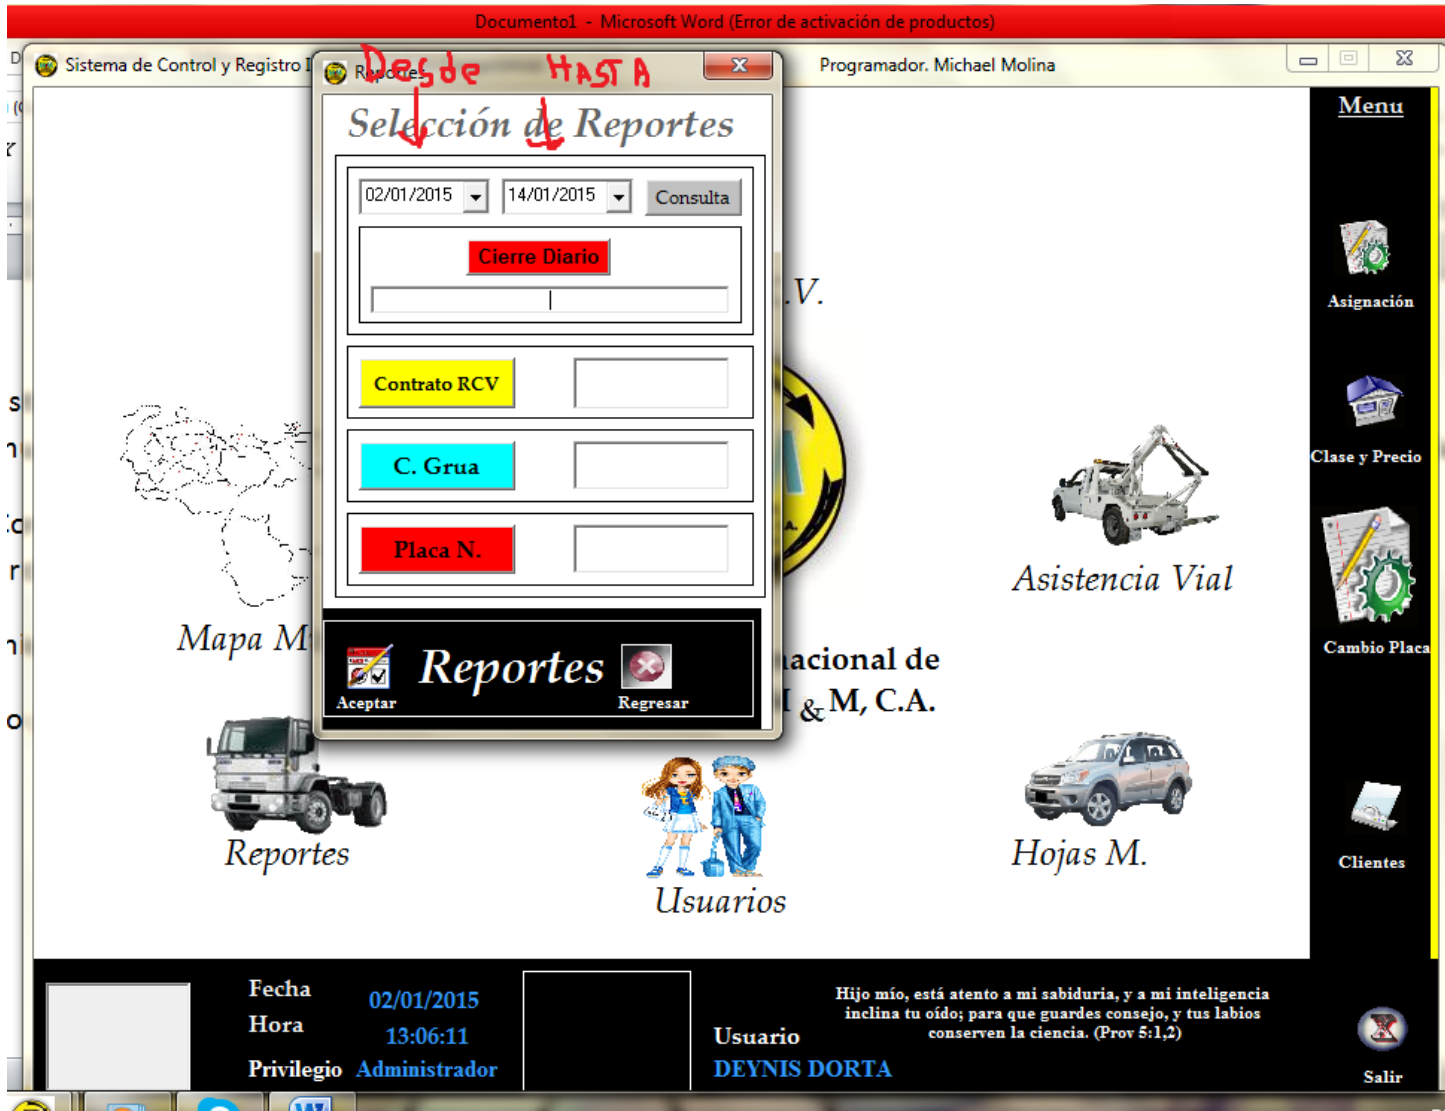 Documento1 - Microsoft Word (Error de activación de productos)
Sistema de Control y Registro
Programador. Michael Molina
Reportes
Desde HASTA
Selección de Reportes
02/01/2015 14/01/2015 Consulta
Cierre Diario
Contrato RCV
C. Grua
Placa N.
Aceptar
Reportes
Regresar
.V.
Mapa
Asistencia Vial
nacional de
& M, C.A.
Reportes
Usuarios
Hojas M.
Menu
Asignación
Clase y Precio
Cambio Placa
Clientes
Salir
Fecha 02/01/2015
Hora 13:06:11
Privilegio Administrador
Usuario
DEYNIS DORTA
Hijo mío, está atento a mi sabiduria, y a mi inteligencia
inclina tu oído; para que guardes consejo, y tus labios
conserven la ciencia. (Prov 5:1,2)